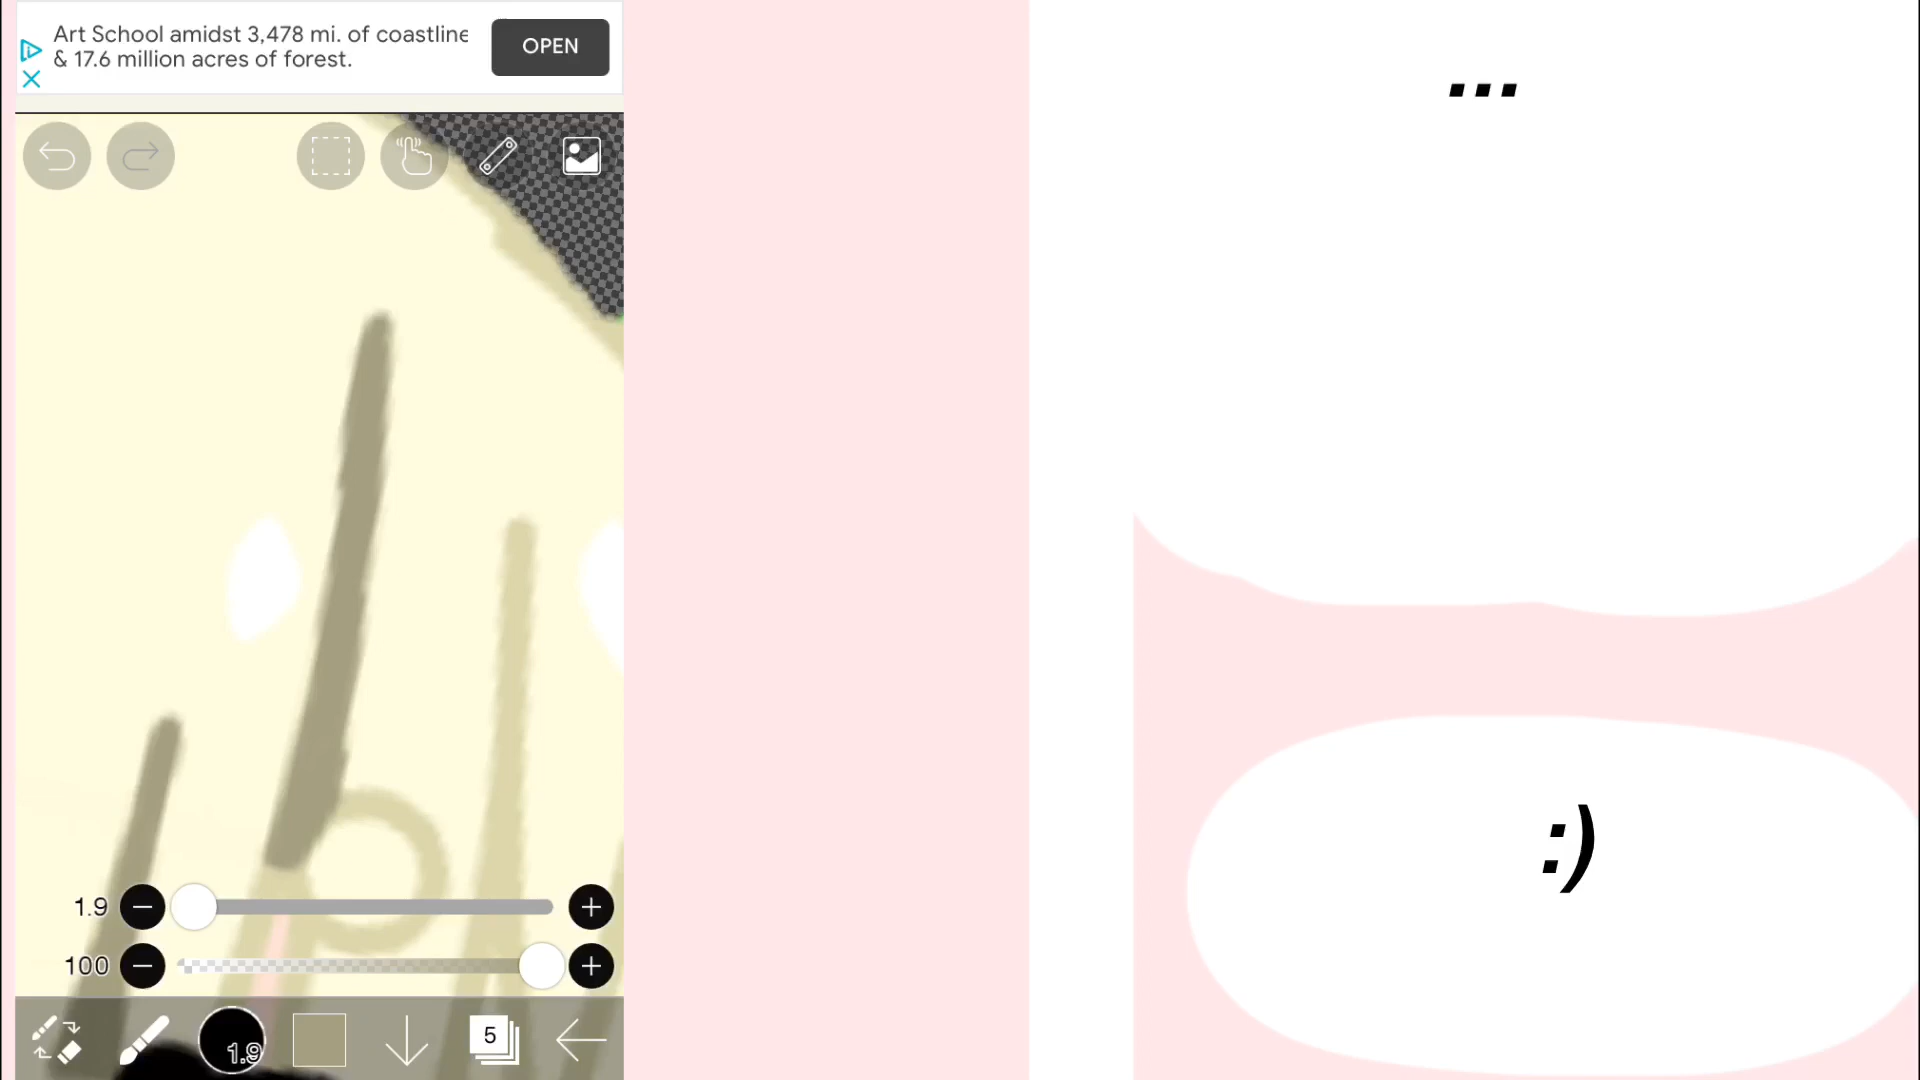 Art School amidst 3,478 mi. of coastline
& 17.6 million acres of forest.
OPEN
...
:)
1.9
100
1.9
5